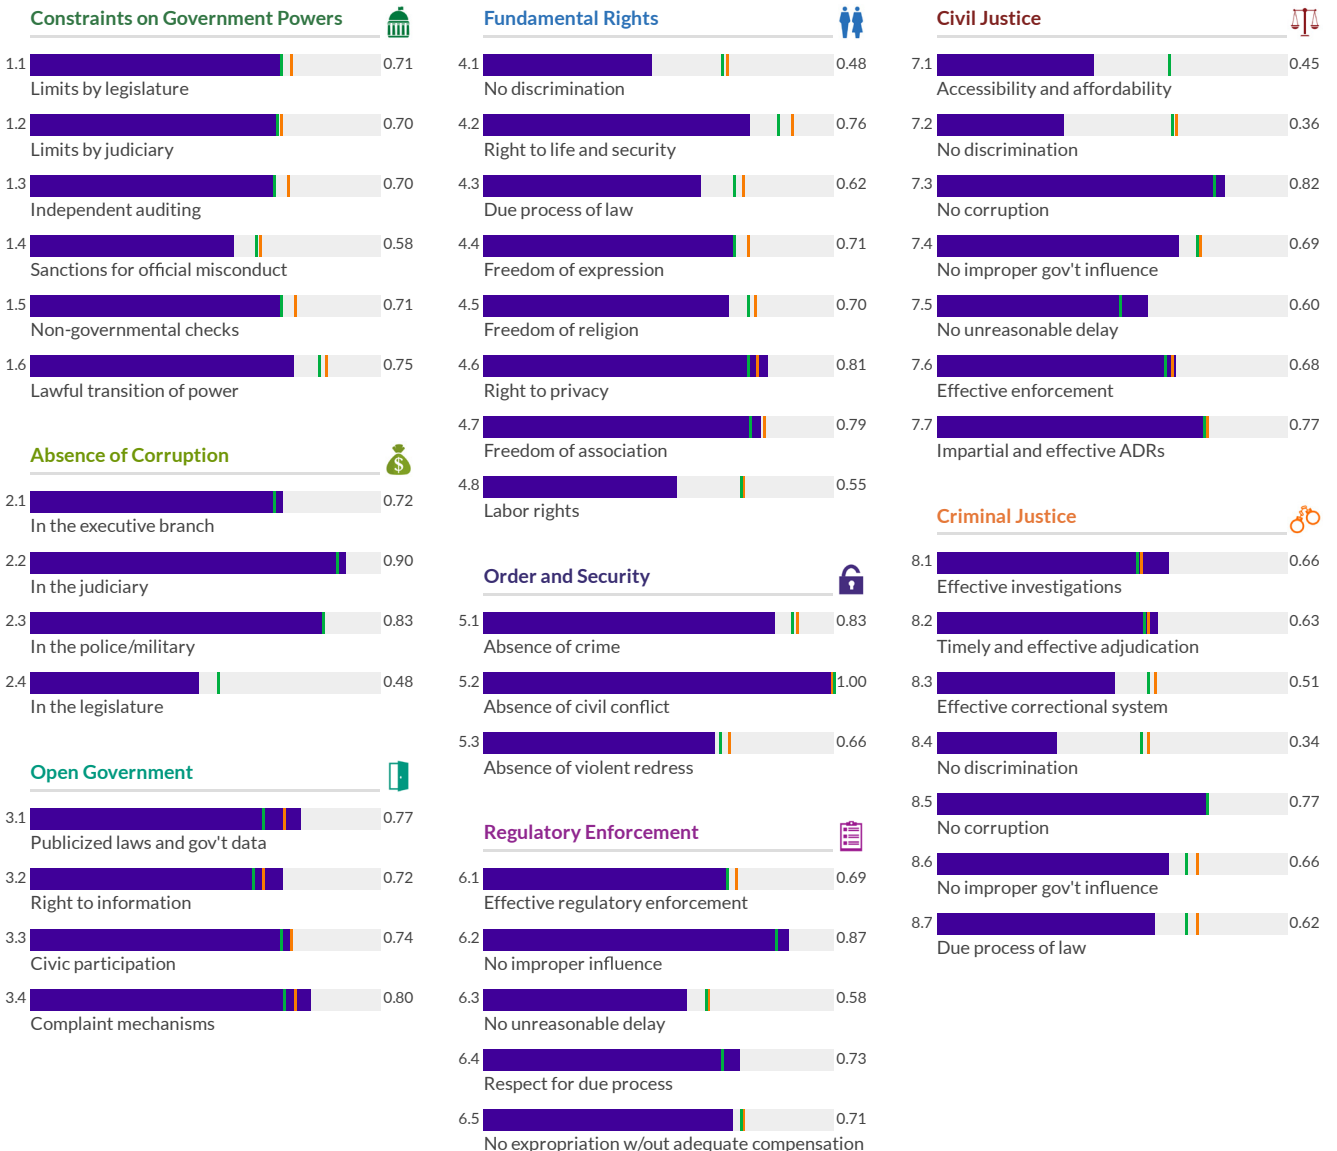 Constraints on Government Powers
1.1 0.71
Limits by legislature
1.2 0.70
Limits by judiciary
1.3 0.70
Independent auditing
1.4 0.58
Sanctions for official misconduct
1.5 0.71
Non-governmental checks
1.6 0.75
Lawful transition of power
Absence of Corruption
$
2.1 0.72
In the executive branch
2.2 0.90
In the judiciary
2.3 0.83
In the police/military
2.4 0.48
In the legislature
Open Government
3.1 0.77
Publicized laws and gov't data
3.2 0.72
Right to information
3.3 0.74
Civic participation
3.4 0.80
Complaint mechanisms
Fundamental Rights
4.1 0.48
No discrimination
4.2 0.76
Right to life and security
4.3 0.62
Due process of law
4.4 0.71
Freedom of expression
4.5 0.70
Freedom of religion
4.6 0.81
Right to privacy
4.7 0.79
Freedom of association
4.8 0.55
Labor rights
Order and Security
5.1 0.83
Absence of crime
5.2 1.00
Absence of civil conflict
5.3 0.66
Absence of violent redress
Regulatory Enforcement
6.1 0.69
Effective regulatory enforcement
6.2 0.87
No improper influence
6.3 0.58
No unreasonable delay
6.4 0.73
Respect for due process
6.5 0.71
No expropriation w/out adequate compensation
Civil Justice
7.1 0.45
Accessibility and affordability
7.2 0.36
No discrimination
7.3 0.82
No corruption
7.4 0.69
No improper gov't influence
7.5 0.60
No unreasonable delay
7.6 0.68
Effective enforcement
7.7 0.77
Impartial and effective ADRs
Criminal Justice
8.1 0.66
Effective investigations
8.2 0.63
Timely and effective adjudication
8.3 0.51
Effective correctional system
8.4 0.34
No discrimination
8.5 0.77
No corruption
8.6 0.66
No improper gov't influence
8.7 0.62
Due process of law